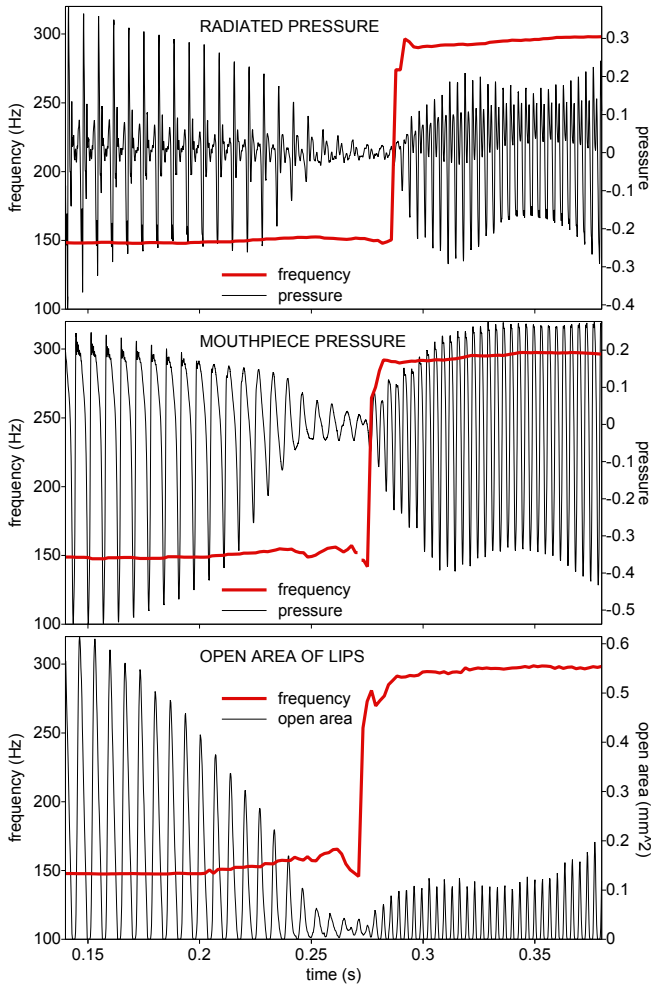 RADIATED PRESSURE
frequency (Hz)
300
250
200
150
100
0.3
0.2
0.1
0
-0.1
-0.2
-0.3
-0.4
pressure
frequency
pressure
MOUTHPIECE PRESSURE
frequency (Hz)
300
250
200
150
100
0.2
0.1
0
-0.1
-0.2
-0.3
-0.4
-0.5
pressure
frequency
pressure
OPEN AREA OF LIPS
frequency
open area
frequency (Hz)
300
250
200
150
100
0.6
0.5
0.4
0.3
0.2
0.1
0
open area (mm^2)
0.15 0.2 0.25 0.3 0.35
time (s)